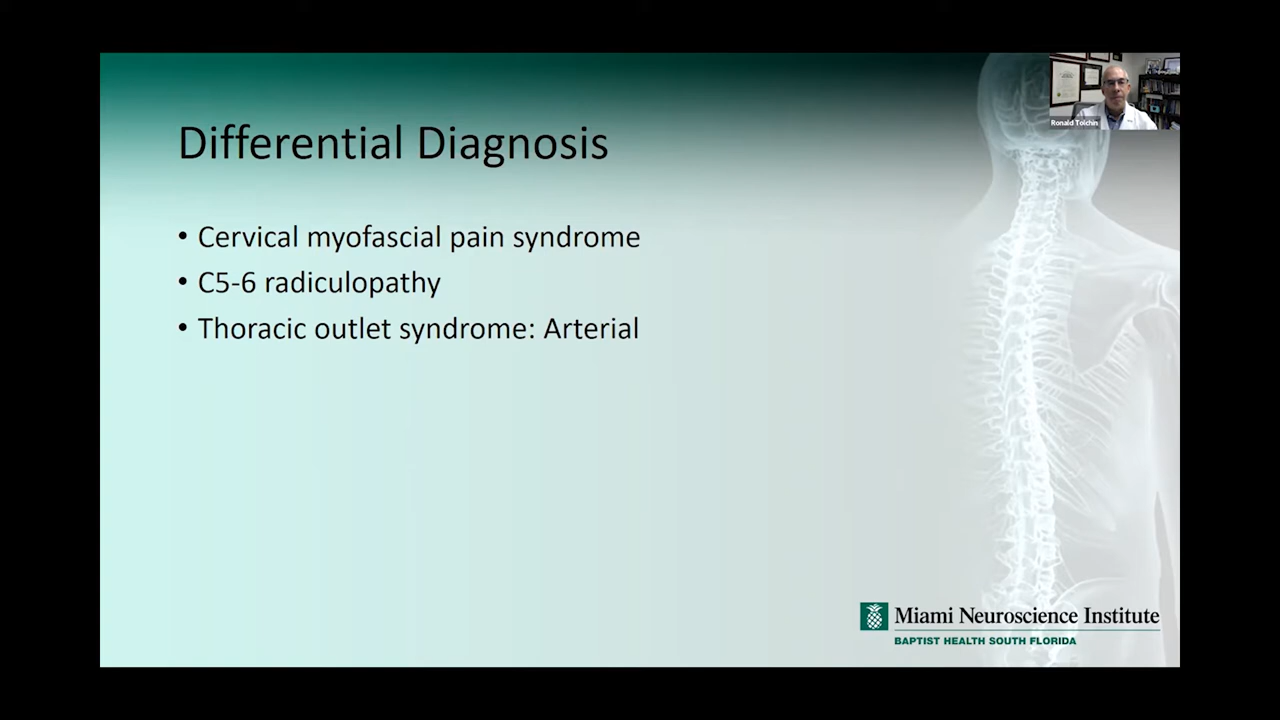 Ronald Tolchin
Differential Diagnosis
• Cervical myofascial pain syndrome
• C5-6 radiculopathy
• Thoracic outlet syndrome: Arterial
Miami Neuroscience Institute
BAPTIST HEALTH SOUTH FLORIDA